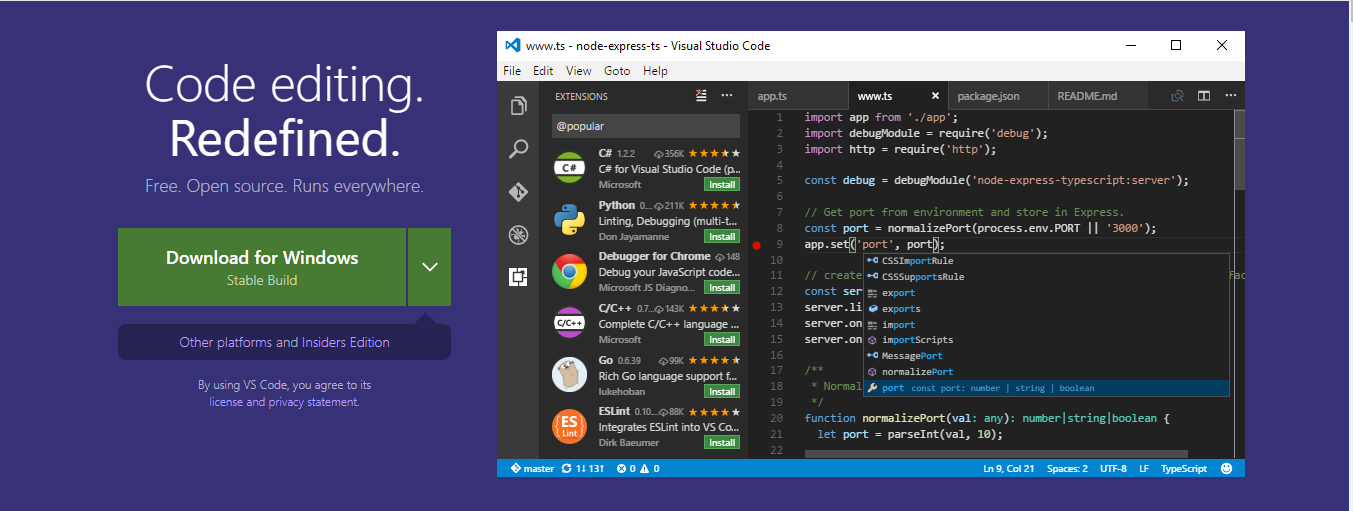 Code editing.
Redefined.
Free. Open source. Runs everywhere.
Download for Windows
Stable Build
Other platforms and Insiders Edition
By using VS Code, you agree to its
license and privacy statement.
www.ts - node-express-ts - Visual Studio Code
File Edit View Goto Help
EXTENSIONS
@popular
C# 1.2.2 356K
C# for Visual Studio Code (p...
Microsoft Install
Python 0.... 211K
Linting, Debugging (multi-t...
Don Jayamanne Install
Debugger for Chrome 148
Debug your JavaScript code...
Microsoft JS Diagno... Install
C/C++ 0.7... 143K
Complete C/C++ language ...
Microsoft Install
Go 0.6.39 99K
Rich Go language support f...
lukehoban Install
ESLint 0.10... 88K
Integrates ESLint into VS Co...
Dirk Baeumer Install
C#
C/C++
ES
Lint
app.ts www.ts package.json README.md
1 import app from './app';
2 import debugModule = require('debug');
3 import http = require('http');
4
5 const debug = debugModule('node-express-typescript:server');
6
7 // Get port from environment and store in Express.
8 const port = normalizePort(process.env.PORT || '3000');
9 app.set('port', port);
10
11 // create
12 const ser
13 server.li
14 server.on
15 server.on
16
17 /**
18 * Normal
19 */
20 function normalizePort(val: any): number|string|boolean {
21 let port = parseInt(val, 10);
22
CSSImportRule
CSSSupportsRule
export
exports
import
importScripts
MessagePort
normalizePort
port const port: number | string | boolean
master 1↓ 13↑ 0 0 Ln 9, Col 21 Spaces: 2 UTF-8 LF TypeScript